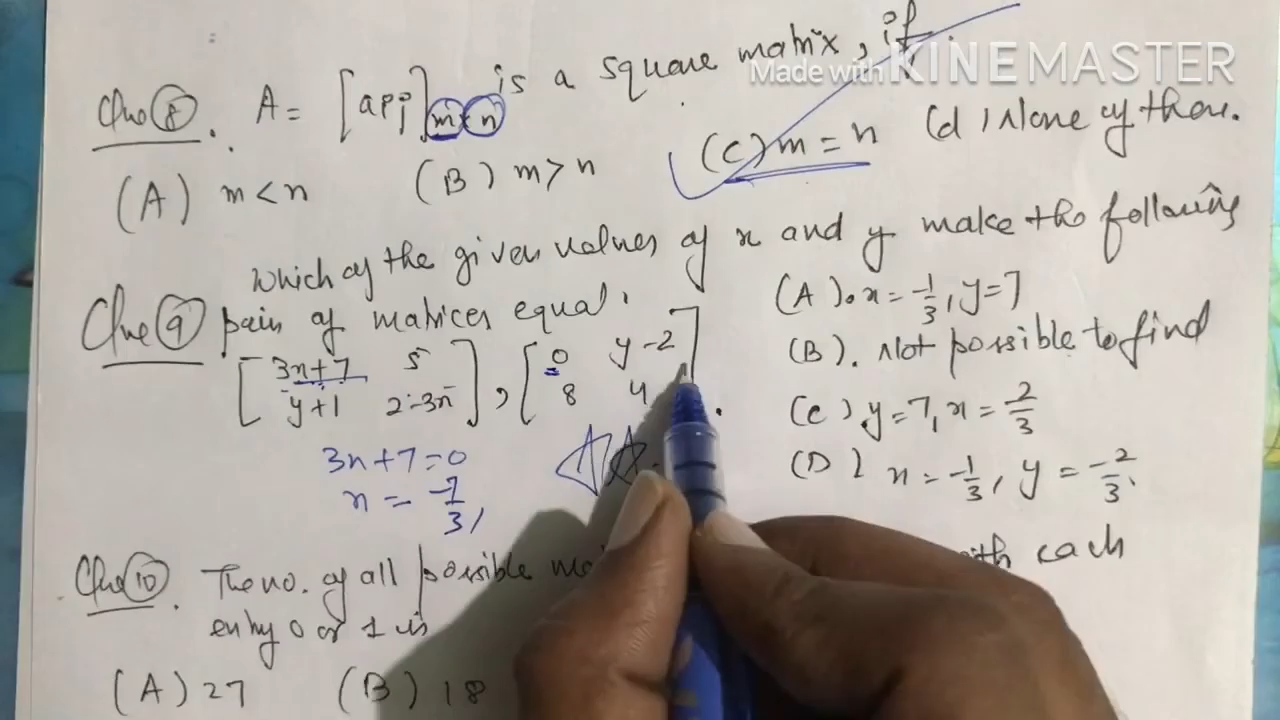 Made with KINEMASTER
Que 8. A = [apj] m×n is a square matrix, if
(A) m < n (B) m > n (C) m = n (d) None of these.
Which of the given values of x and y make the following
Que 9 pair of matrices equal.
[3x+7 5
y+1 2-3x], [0 y-2
8 4].
(A). x = -1/3, y = 7
(B). Not possible to find
(C). y = 7, x = -2/3
(D) x = -1/3, y = -2/3.
3x+7=0
x = -7/3,
Que 10. The no. of all possible with each
entry 0 or 1 is
(A) 27 (B) 18